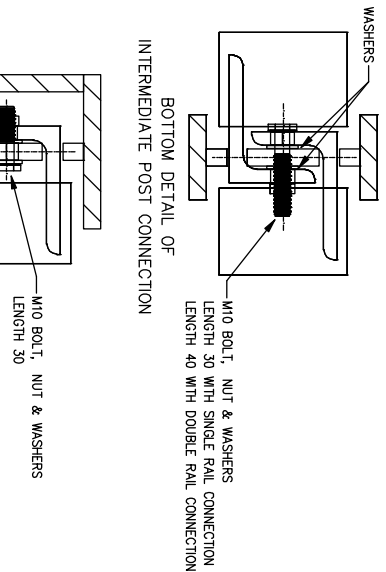 WASHERS
M10 BOLT, NUT & WASHERS
LENGTH 30 WITH SINGLE RAIL CONNECTION
LENGTH 40 WITH DOUBLE RAIL CONNECTION
BOTTOM DETAIL OF
INTERMEDIATE POST CONNECTION
M10 BOLT, NUT & WASHERS
LENGTH 30